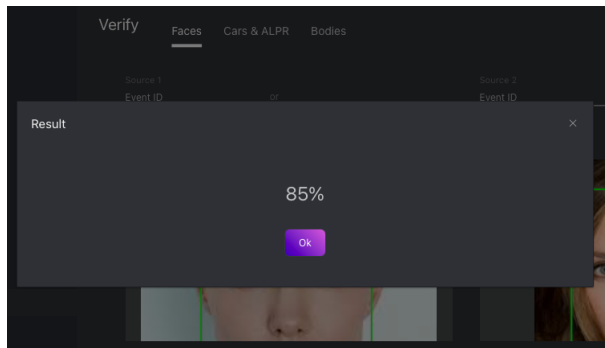 Verify Faces Cars & ALPR Bodies
Source 1 Source 2
Event ID or Event ID
Result ×
85%
Ok